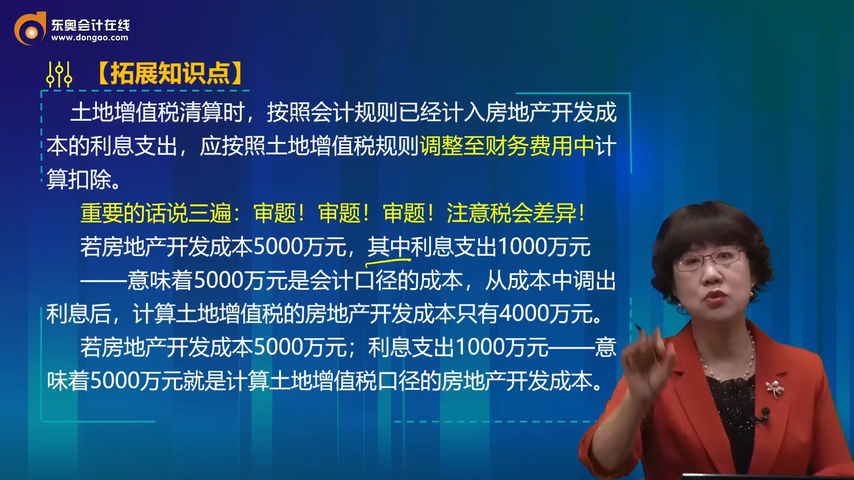 东奥会计在线
www.dongao.com
【拓展知识点】
土地增值税清算时，按照会计规则已经计入房地产开发成
本的利息支出，应按照土地增值税规则调整至财务费用中计
算扣除。
重要的话说三遍：审题！审题！审题！注意税会差异！
若房地产开发成本5000万元，其中利息支出1000万元
——意味着5000万元是会计口径的成本，从成本中调出
利息后，计算土地增值税的房地产开发成本只有4000万元。
若房地产开发成本5000万元；利息支出1000万元——意
味着5000万元就是计算土地增值税口径的房地产开发成本。